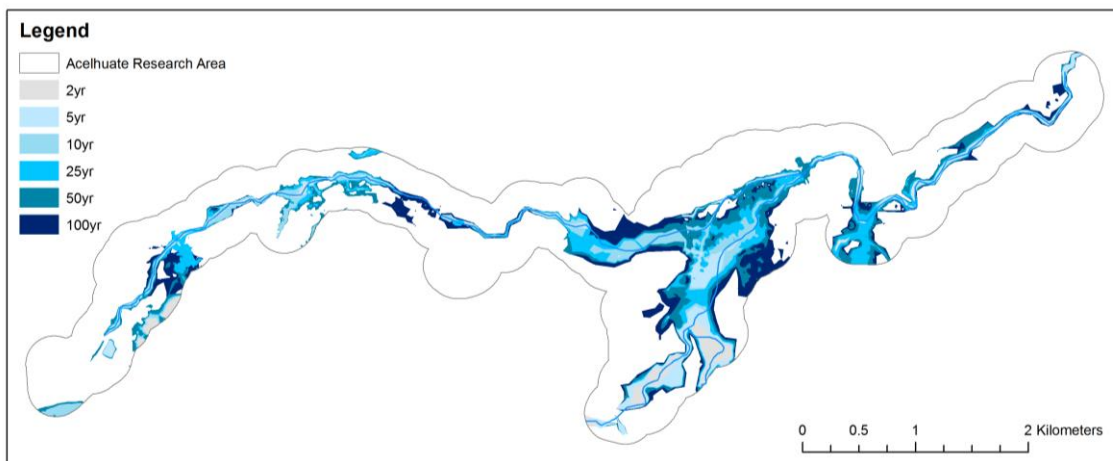 Legend
Acelhuate Research Area
2yr
5yr
10yr
25yr
50yr
100yr
0 0.5 1 2 Kilometers